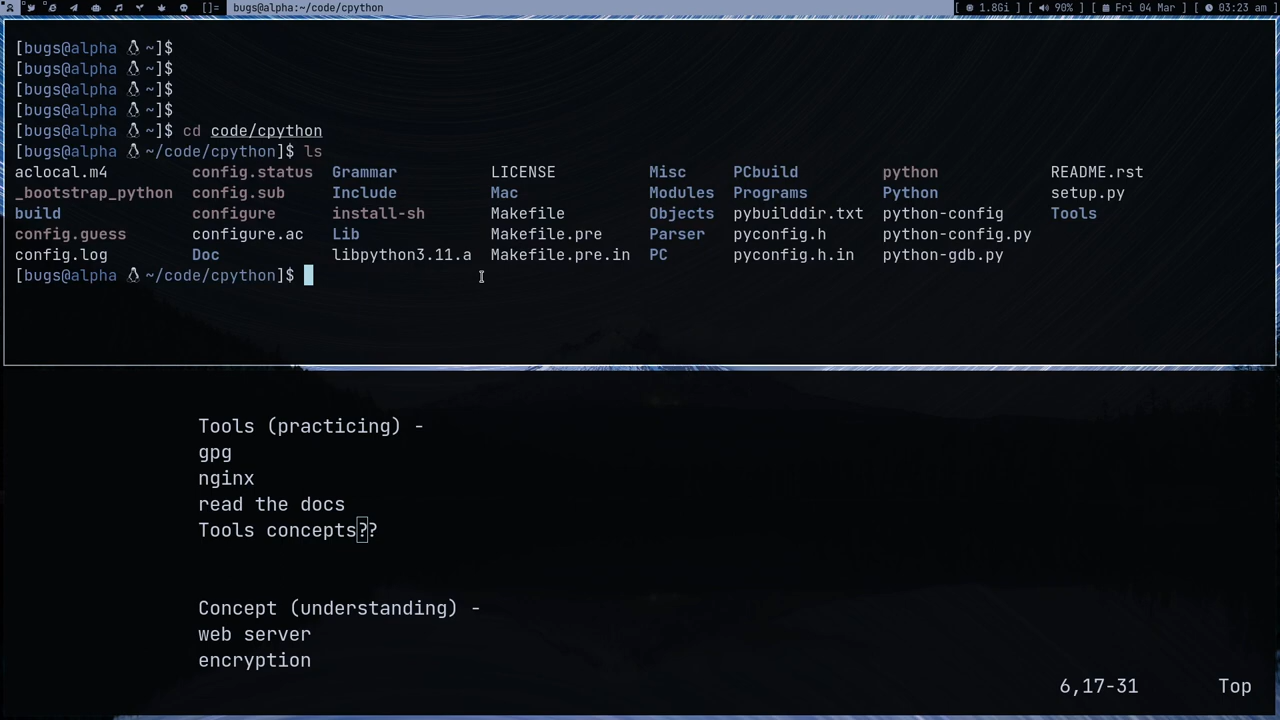 []= bugs@alpha:~/code/cpython [ 1.8Gi ] [ 90% ] [ Fri 04 Mar ] [ 03:23 am ]
[bugs@alpha ~]$
[bugs@alpha ~]$
[bugs@alpha ~]$
[bugs@alpha ~]$
[bugs@alpha ~]$ cd code/cpython
[bugs@alpha ~/code/cpython]$ ls
aclocal.m4 config.status Grammar LICENSE Misc PCbuild python README.rst
_bootstrap_python config.sub Include Mac Modules Programs Python setup.py
build configure install-sh Makefile Objects pybuilddir.txt python-config Tools
config.guess configure.ac Lib Makefile.pre Parser pyconfig.h python-config.py
config.log Doc libpython3.11.a Makefile.pre.in PC pyconfig.h.in python-gdb.py
[bugs@alpha ~/code/cpython]$
Tools (practicing) -
gpg
nginx
read the docs
Tools concepts??
Concept (understanding) -
web server
encryption
6,17-31 Top